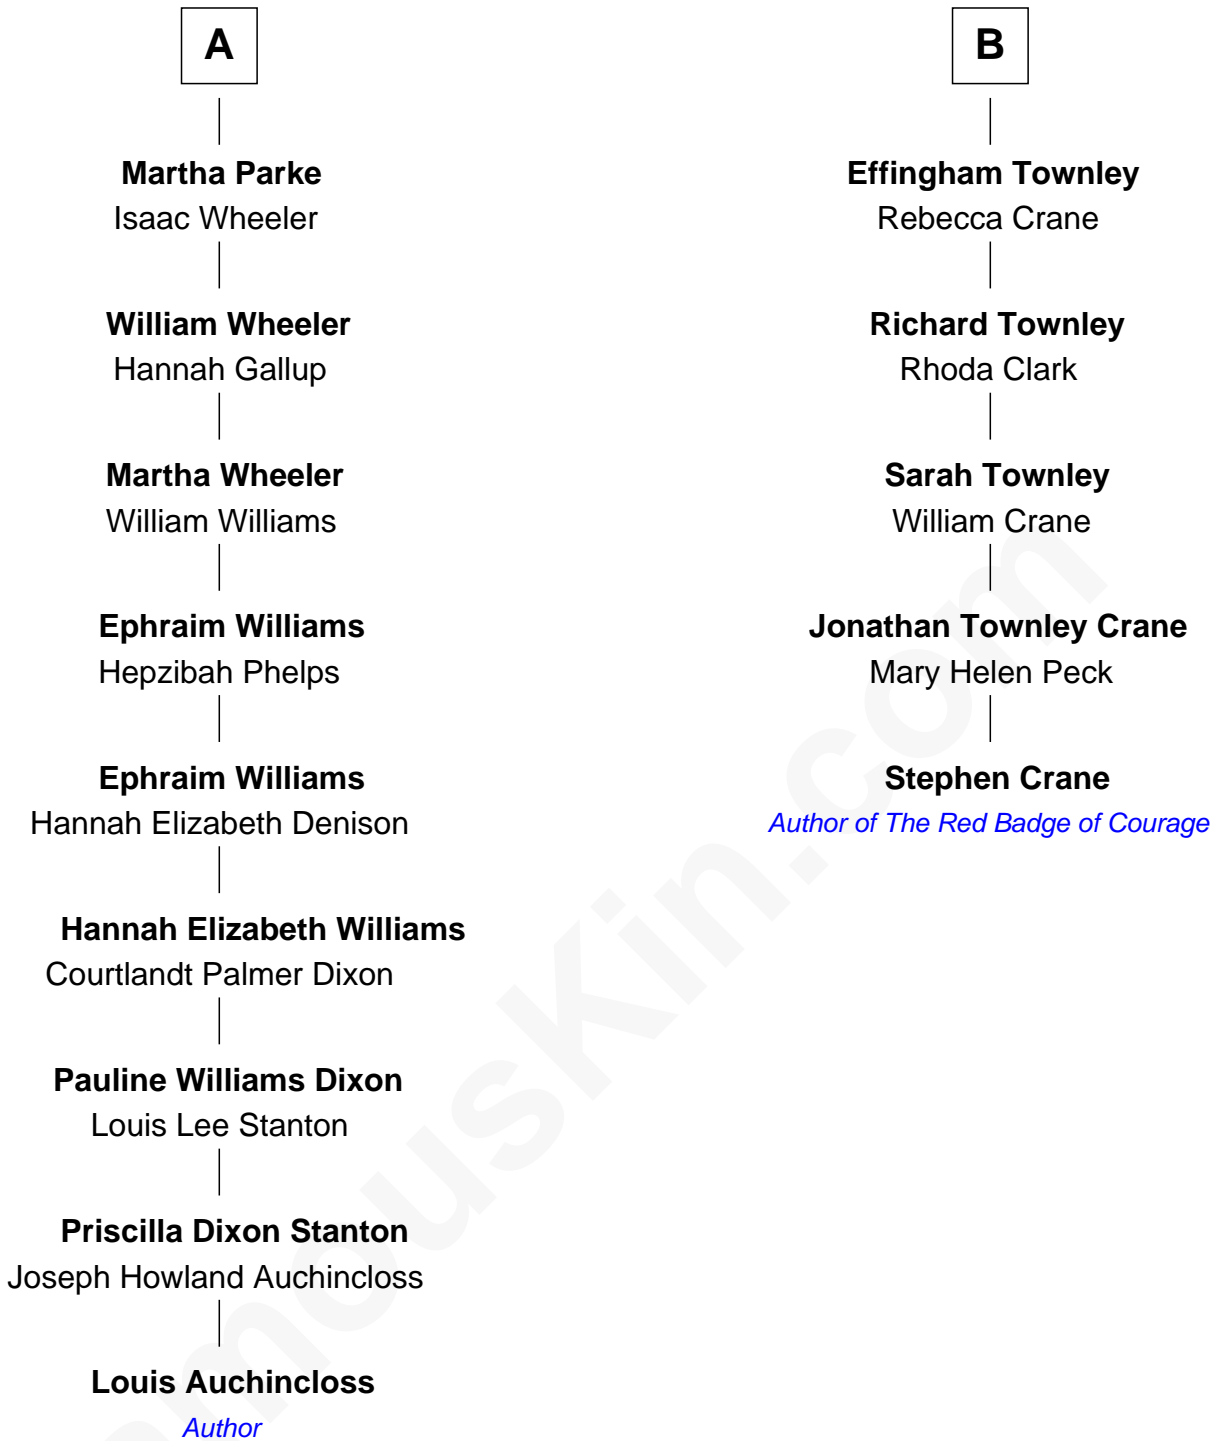 A
Martha Parke
Isaac Wheeler
William Wheeler
Hannah Gallup
Martha Wheeler
William Williams
Ephraim Williams
Hepzibah Phelps
Ephraim Williams
Hannah Elizabeth Denison
Hannah Elizabeth Williams
Courtlandt Palmer Dixon
Pauline Williams Dixon
Louis Lee Stanton
Priscilla Dixon Stanton
Joseph Howland Auchincloss
Louis Auchincloss
Author
B
Effingham Townley
Rebecca Crane
Richard Townley
Rhoda Clark
Sarah Townley
William Crane
Jonathan Townley Crane
Mary Helen Peck
Stephen Crane
Author of The Red Badge of Courage
amousKin.com